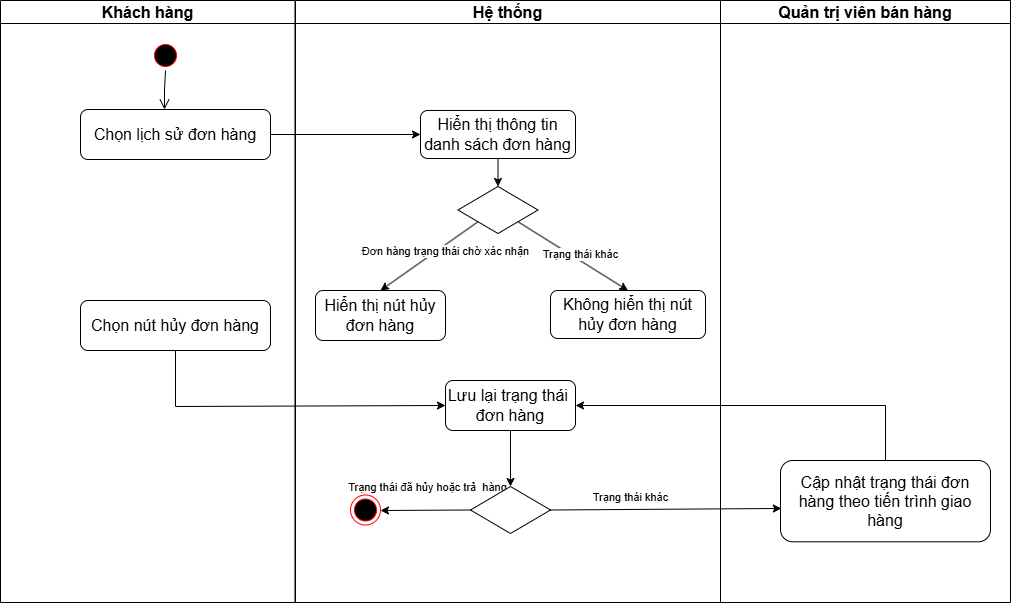 Khách hàng
Hệ thống
Quản trị viên bán hàng
Chọn lịch sử đơn hàng
Hiển thị thông tin
danh sách đơn hàng
Đơn hàng trạng thái chờ xác nhận
Trạng thái khác
Hiển thị nút hủy
đơn hàng
Không hiển thị nút
hủy đơn hàng
Chọn nút hủy đơn hàng
Lưu lại trạng thái
đơn hàng
Trạng thái đã hủy hoặc trả hàng
Trạng thái khác
Cập nhật trạng thái đơn
hàng theo tiến trình giao
hàng